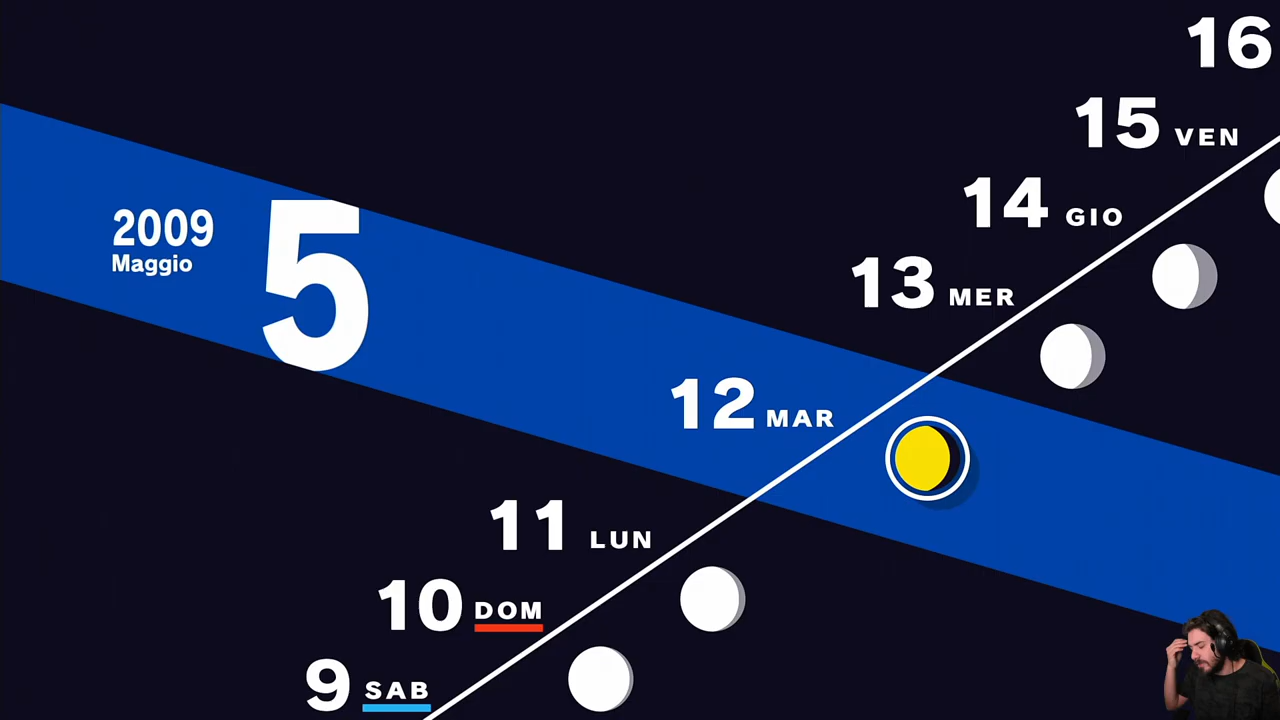 16
15 VEN
14 GIO
2009
Maggio
5
13 MER
12 MAR
11 LUN
10 DOM
9 SAB